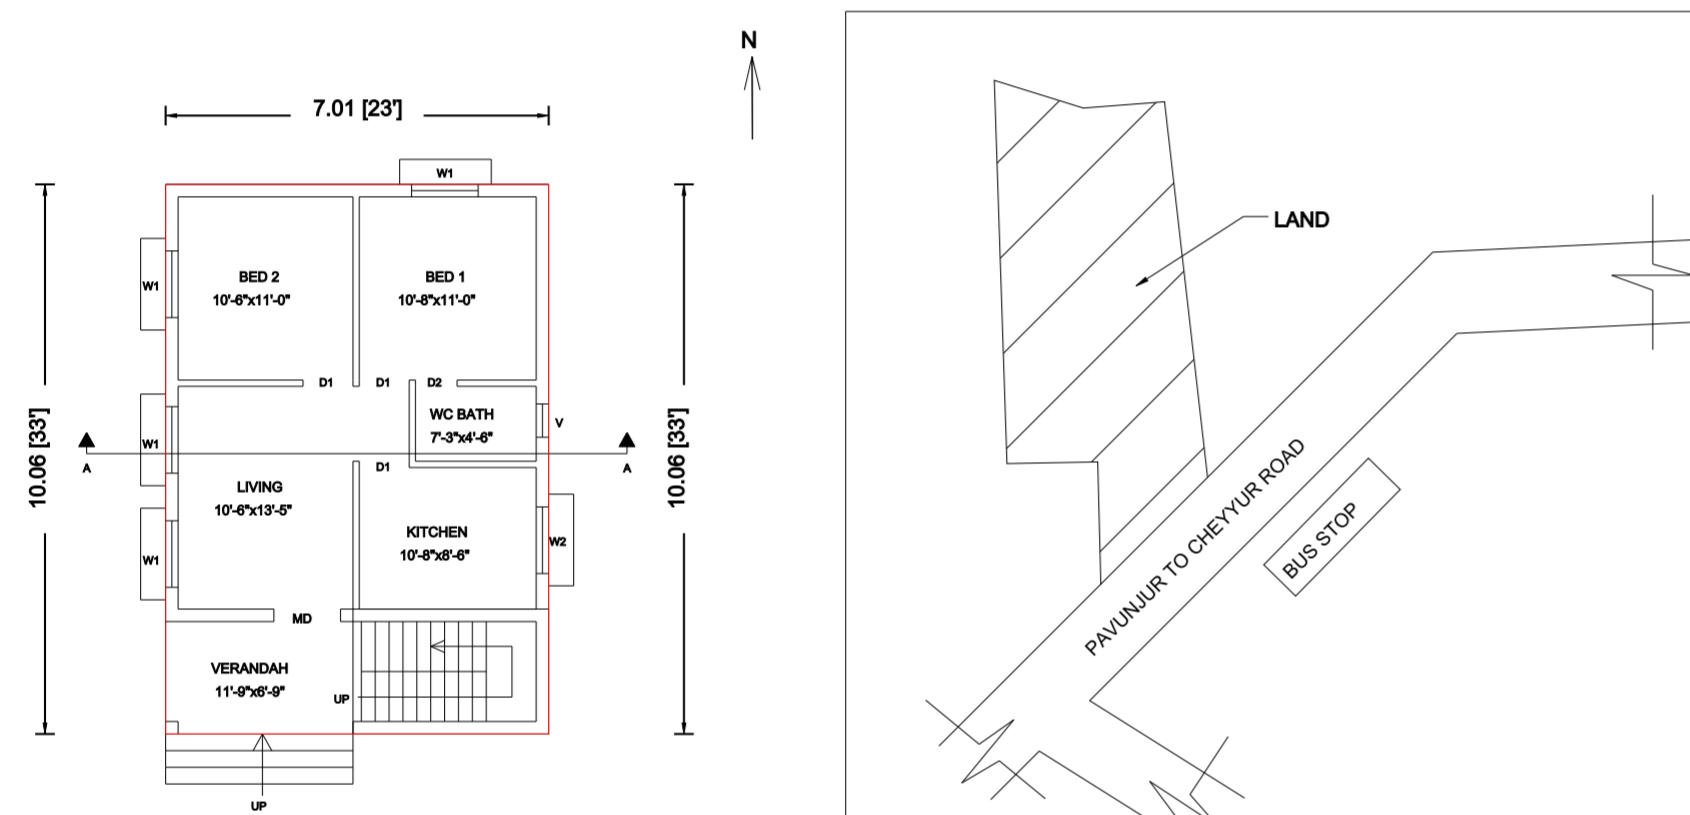 N
7.01 [23']
W1
BED 2
10'-6"x11'-0"
BED 1
10'-8"x11'-0"
W1
LAND
D1
D1
D2
10.06 [33']
10.06 [33']
WC BATH
7'-3"x4'-6"
V
W1
A
A
D1
LIVING
10'-6"x13'-5"
KITCHEN
10'-8"x8'-6"
W1
W2
MD
VERANDAH
11'-9"x6'-9"
UP
UP
PAVUNJUR TO CHEYYUR ROAD
BUS STOP